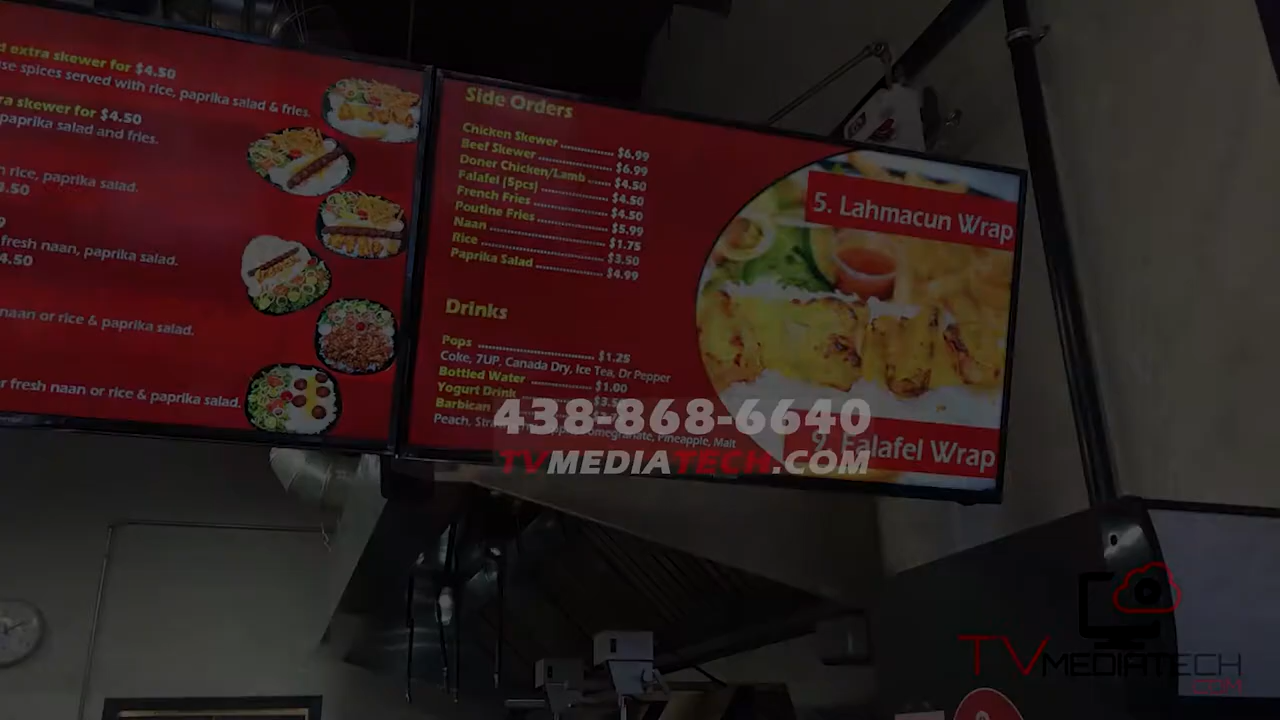 extra skewer for $4.50
spices served with rice, paprika salad & fries.
skewer for $4.50
paprika salad and fries.
rice, paprika salad.
fresh naan, paprika salad.
4.50
naan or rice & paprika salad.
fresh naan or rice & paprika salad.
Side Orders
Chicken Skewer ............... $6.99
Beef Skewer ..................... $6.99
Doner Chicken/Lamb ...... $4.50
Falafel (5pcs) ................... $4.50
French Fries ..................... $4.50
Poutine Fries ................... $5.99
Naan ................................ $1.75
Rice .................................. $3.50
Paprika Salad .................. $4.99
Drinks
Pops ................................. $1.25
Coke, 7UP, Canada Dry, Ice Tea, Dr Pepper
Bottled Water ................. $1.00
Yogurt Drink
Barbican
Peach, Pomegranate, Pineapple, Malt
5. Lahmacun Wrap
9. Falafel Wrap
438-868-6640
TVMEDIATECH.COM
TVMEDIATECH
.COM